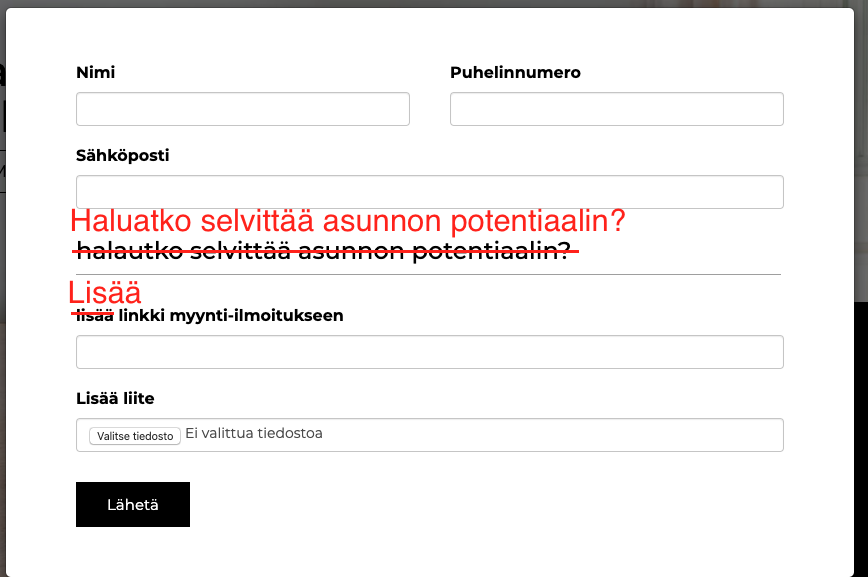 Nimi
Puhelinnumero
Sähköposti
Haluatko selvittää asunnon potentiaalin?
halautko selvittää asunnon potentiaalin?
Lisää
lisää linkki myynti-ilmoitukseen
Lisää liite
Valitse tiedosto Ei valittua tiedostoa
Lähetä